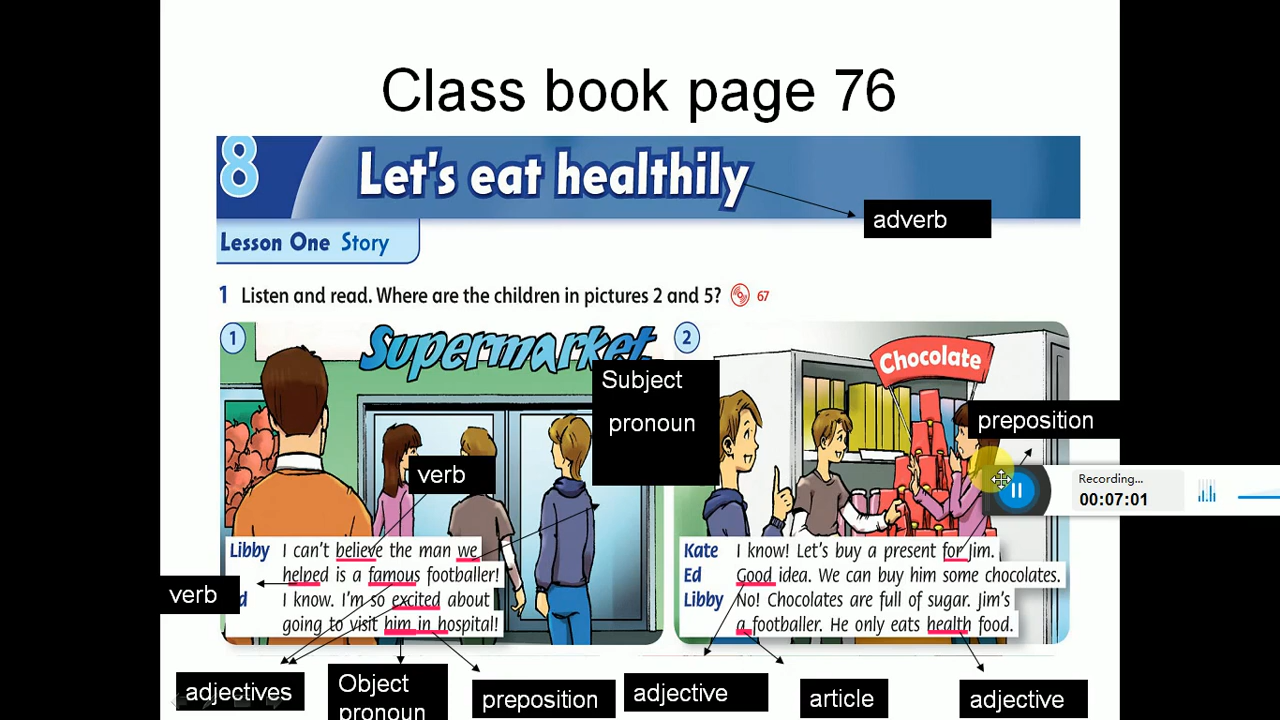 Class book page 76
8
Let's eat healthily
adverb
Lesson One Story
1 Listen and read. Where are the children in pictures 2 and 5? 67
1
Supermarket
2
Chocolate
Subject
pronoun
preposition
verb
Recording...
00:07:01
Libby I can't believe the man we
helped is a famous footballer!
d I know. I'm so excited about
going to visit him in hospital!
verb
Kate I know! Let's buy a present for Jim.
Ed Good idea. We can buy him some chocolates.
Libby No! Chocolates are full of sugar. Jim's
a footballer. He only eats health food.
adjectives
Object
pronoun
preposition
adjective
article
adjective